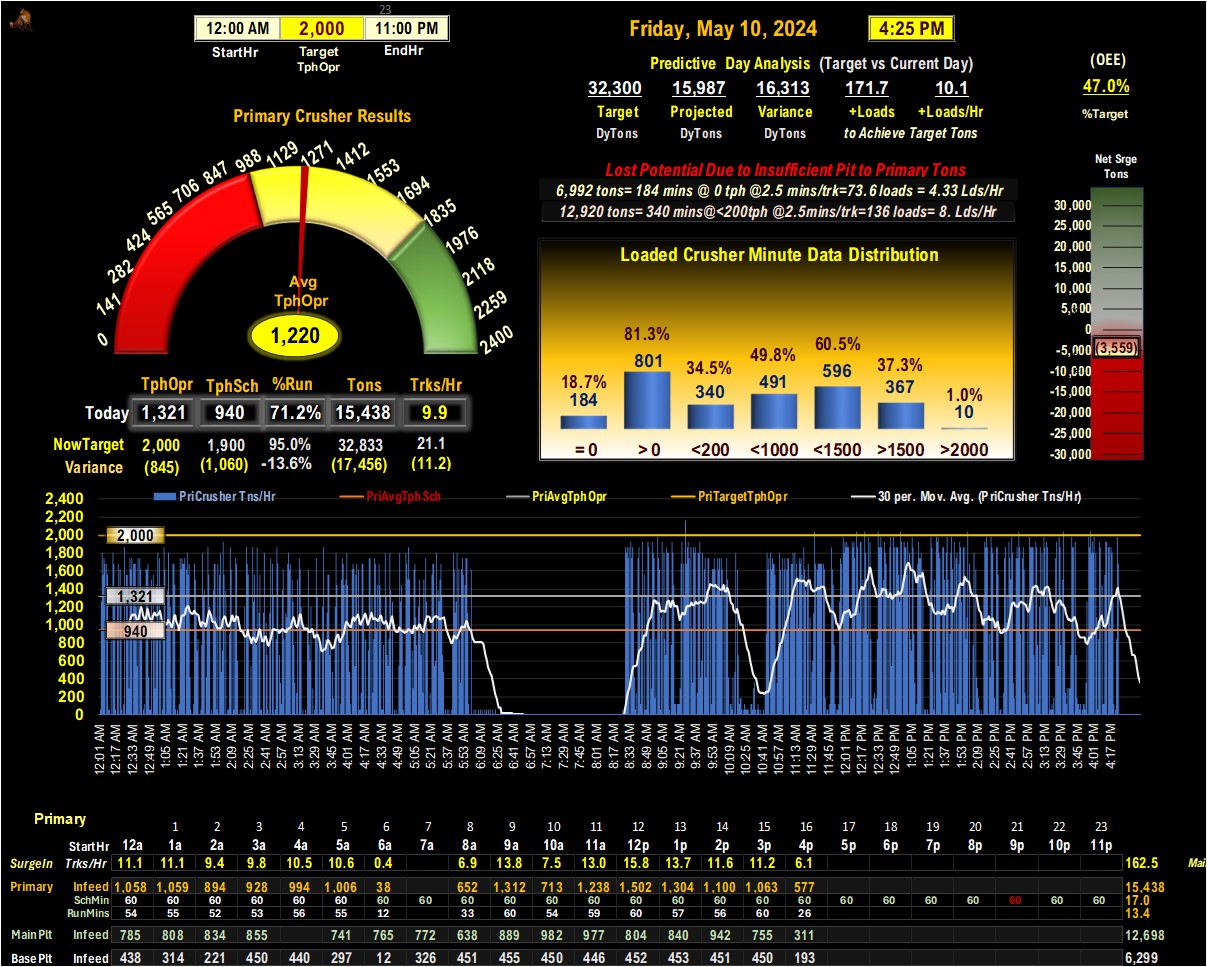 23
12:00 AM 2,000 11:00 PM
StartHr Target TphOpr EndHr
Friday, May 10, 2024 4:25 PM
Predictive Day Analysis (Target vs Current Day)
32,300 15,987 16,313 171.7 10.1
Target Projected Variance +Loads +Loads/Hr
DyTons DyTons DyTons to Achieve Target Tons
(OEE)
47.0%
%Target
Primary Crusher Results
0 141 282 424 565 706 847 988 1129 1271 1412 1553 1694 1835 1976 2118 2259 2400
Avg
TphOpr
1,220
Lost Potential Due to Insufficient Pit to Primary Tons
6,992 tons= 184 mins @ 0 tph @2.5 mins/trk=73.6 loads = 4.33 Lds/Hr
12,920 tons= 340 mins@<200tph @2.5mins/trk=136 loads= 8. Lds/Hr
Net Srge
Tons
30,000
25,000
20,000
15,000
10,000
5,000
0
-5,000 (3,559)
-10,000
-15,000
-20,000
-25,000
-30,000
Loaded Crusher Minute Data Distribution
18.7% 81.3% 34.5% 49.8% 60.5% 37.3% 1.0%
184 801 340 491 596 367 10
= 0 > 0 <200 <1000 <1500 >1500 >2000
TphOpr TphSch %Run Tons Trks/Hr
Today 1,321 940 71.2% 15,438 9.9
NowTarget 2,000 1,900 95.0% 32,833 21.1
Variance (845) (1,060) -13.6% (17,456) (11.2)
PriCrusher Tns/Hr PriAvgTphSch PriAvgTphOpr PriTargetTphOpr 30 per. Mov. Avg. (PriCrusher Tns/Hr)
2,400
2,200
2,000 2,000
1,800
1,600
1,400
1,321
1,200
1,000
940
800
600
400
200
0
12:01 AM 12:17 AM 12:33 AM 12:49 AM 1:05 AM 1:21 AM 1:37 AM 1:53 AM 2:09 AM 2:25 AM 2:41 AM 2:57 AM 3:13 AM 3:29 AM 3:45 AM 4:01 AM 4:17 AM 4:33 AM 4:49 AM 5:05 AM 5:21 AM 5:37 AM 5:53 AM 6:09 AM 6:25 AM 6:41 AM 6:57 AM 7:13 AM 7:29 AM 7:45 AM 8:01 AM 8:17 AM 8:33 AM 8:49 AM 9:05 AM 9:21 AM 9:37 AM 9:53 AM 10:09 AM 10:25 AM 10:41 AM 10:57 AM 11:13 AM 11:29 AM 11:45 AM 12:01 PM 12:17 PM 12:33 PM 12:49 PM 1:05 PM 1:21 PM 1:37 PM 1:53 PM 2:09 PM 2:25 PM 2:41 PM 2:57 PM 3:13 PM 3:29 PM 3:45 PM 4:01 PM 4:17 PM
Primary
1 2 3 4 5 6 7 8 9 10 11 12 13 14 15 16 17 18 19 20 21 22 23
StartHr 12a 1a 2a 3a 4a 5a 6a 7a 8a 9a 10a 11a 12p 1p 2p 3p 4p 5p 6p 7p 8p 9p 10p 11p
SurgeIn Trks/Hr 11.1 11.1 9.4 9.8 10.5 10.6 0.4 6.9 13.8 7.5 13.0 15.8 13.7 11.6 11.2 6.1 162.5
Primary Infeed 1,058 1,059 894 928 994 1,006 38 652 1,312 713 1,238 1,502 1,304 1,100 1,063 577 15,438
SchMin 60 60 60 60 60 60 60 60 60 60 60 60 60 60 60 60 60 60 60 60 60 60 60 60 17.0
RunMins 54 55 52 53 56 55 12 33 60 54 59 60 57 56 60 26 13.4
MainPlt Infeed 785 808 834 855 741 765 772 638 889 982 977 804 840 942 755 311 12,698
BasePlt Infeed 438 314 221 450 440 297 12 326 451 455 450 446 452 453 451 450 193 6,299